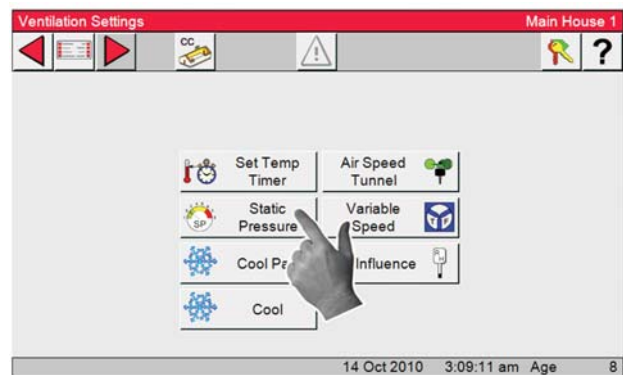 Ventilation Settings Main House 1
CC
?
Set Temp Timer
Air Speed Tunnel
SP
Static Pressure
Variable Speed
T F
Cool
Influence
RH
Cool
14 Oct 2010 3:09:11 am Age 8